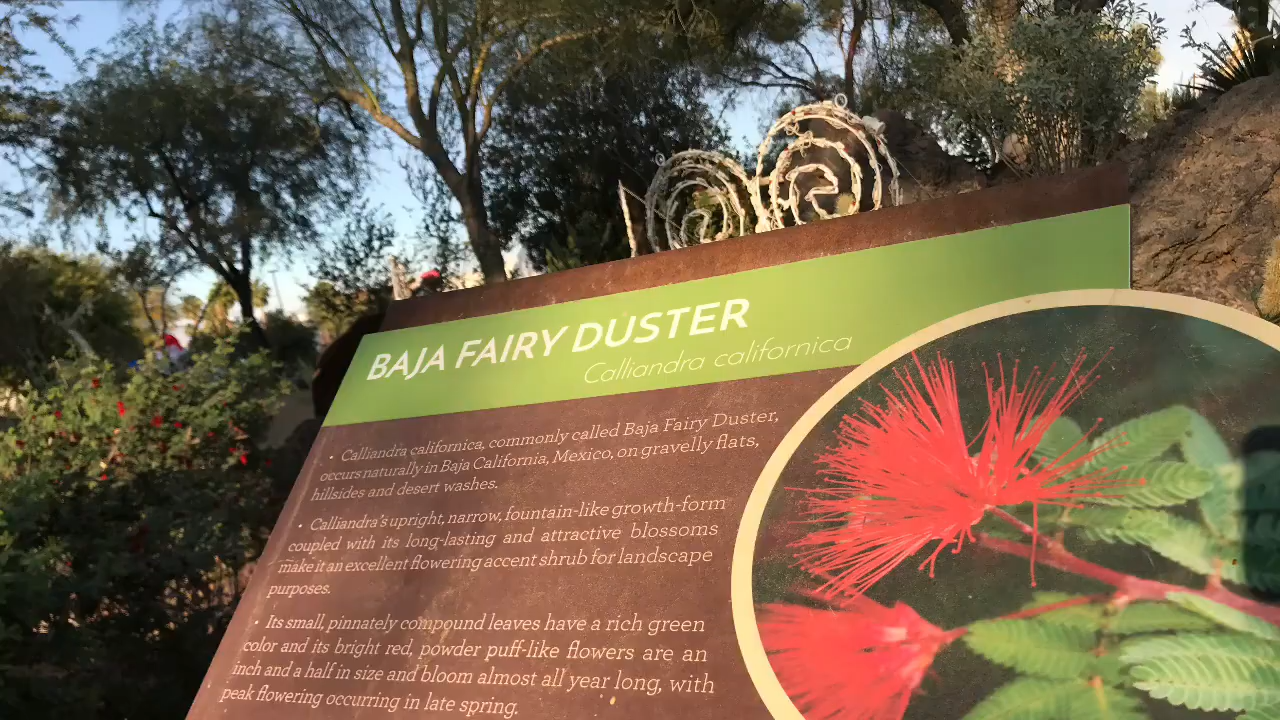 BAJA FAIRY DUSTER
Calliandra californica
• Calliandra californica, commonly called Baja Fairy Duster,
occurs naturally in Baja California, Mexico, on gravelly flats,
hillsides and desert washes.
• Calliandra's upright, narrow, fountain-like growth-form
coupled with its long-lasting and attractive blossoms
make it an excellent flowering accent shrub for landscape
purposes.
• Its small, pinnately compound leaves have a rich green
color and its bright red, powder puff-like flowers are an
inch and a half in size and bloom almost all year long, with
peak flowering occurring in late spring.